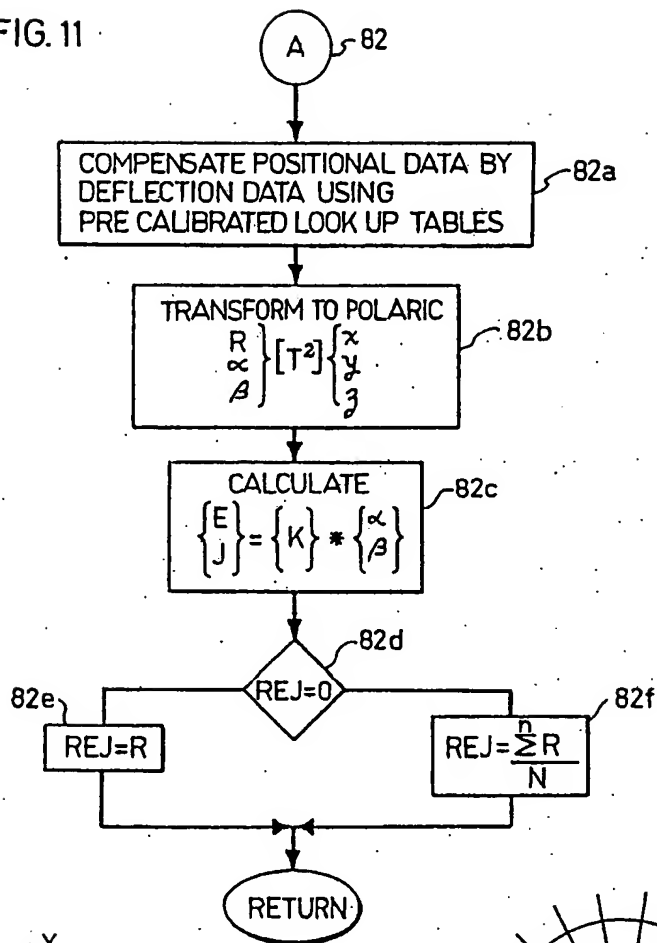 FIG. 11
A
82
COMPENSATE POSITIONAL DATA BY
DEFLECTION DATA USING
PRE CALIBRATED LOOK UP TABLES
82a
TRANSFORM TO POLARIC
R
α
β
} [T²] {
x
y
z
82b
CALCULATE
{E J} = {K} * {α β}
82c
82d
REJ=0
82e
REJ=R
82f
REJ= n Σ R
N
RETURN
X